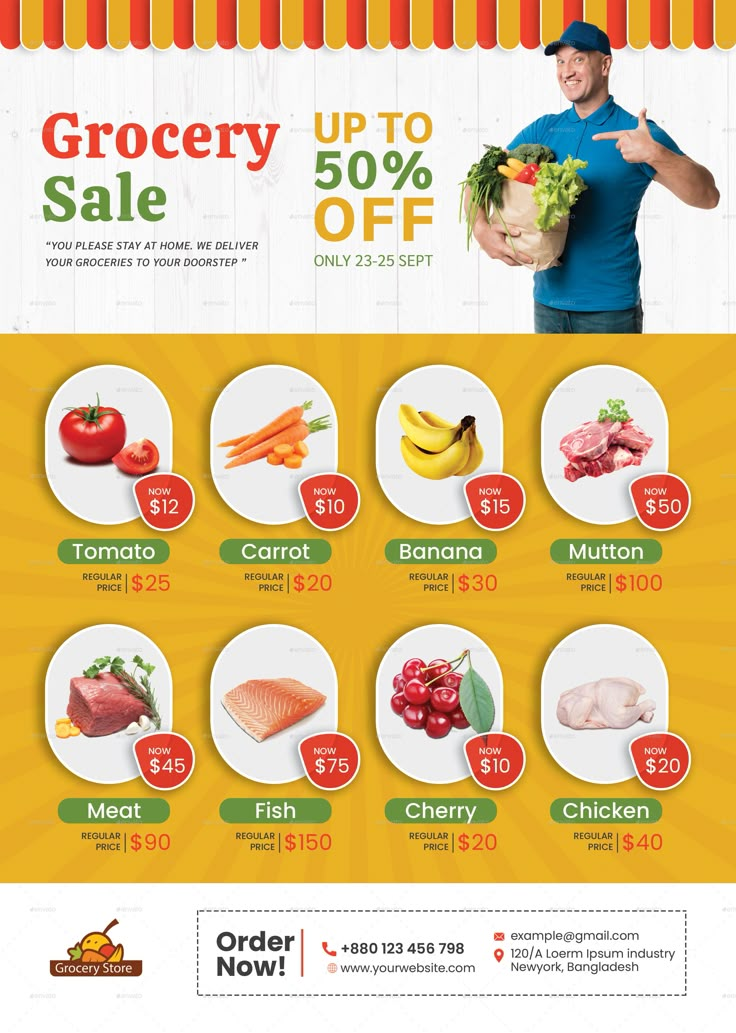 Grocery
Sale
“YOU PLEASE STAY AT HOME. WE DELIVER
YOUR GROCERIES TO YOUR DOORSTEP ”
UP TO
50%
OFF
ONLY 23-25 SEPT
NOW
$12
Tomato
REGULAR
PRICE
$25
NOW
$10
Carrot
REGULAR
PRICE
$20
NOW
$15
Banana
REGULAR
PRICE
$30
NOW
$50
Mutton
REGULAR
PRICE
$100
NOW
$45
Meat
REGULAR
PRICE
$90
NOW
$75
Fish
REGULAR
PRICE
$150
NOW
$10
Cherry
REGULAR
PRICE
$20
NOW
$20
Chicken
REGULAR
PRICE
$40
Grocery Store
Order
Now!
+880 123 456 798
www.yourwebsite.com
example@gmail.com
120/A Loerm Ipsum industry
Newyork, Bangladesh